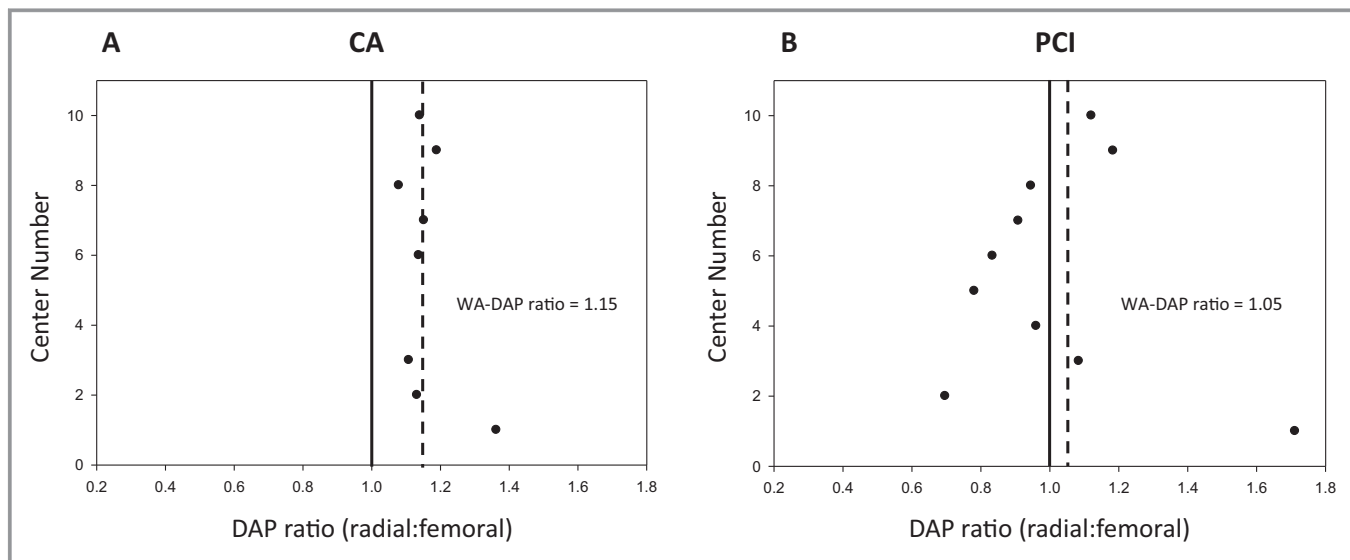 A CA
10
8
6
4
2
0
Center Number
WA-DAP ratio = 1.15
0.2 0.4 0.6 0.8 1.0 1.2 1.4 1.6 1.8
DAP ratio (radial:femoral)
B PCI
10
8
6
4
2
0
Center Number
WA-DAP ratio = 1.05
0.2 0.4 0.6 0.8 1.0 1.2 1.4 1.6 1.8
DAP ratio (radial:femoral)